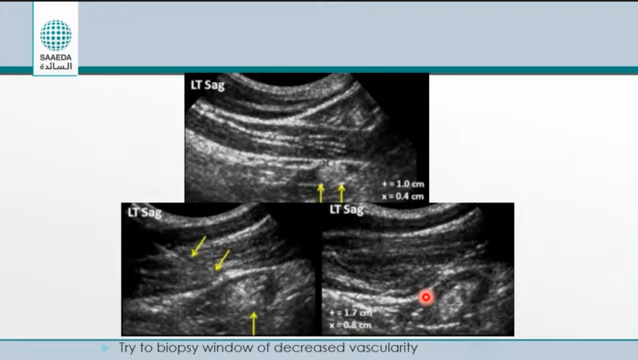 SAAEDA
السائدة
LT Sag
+ = 1.0 cm
x = 0.4 cm
LT Sag
LT Sag
+ = 1.7 cm
x = 0.8 cm
Try to biopsy window of decreased vascularity